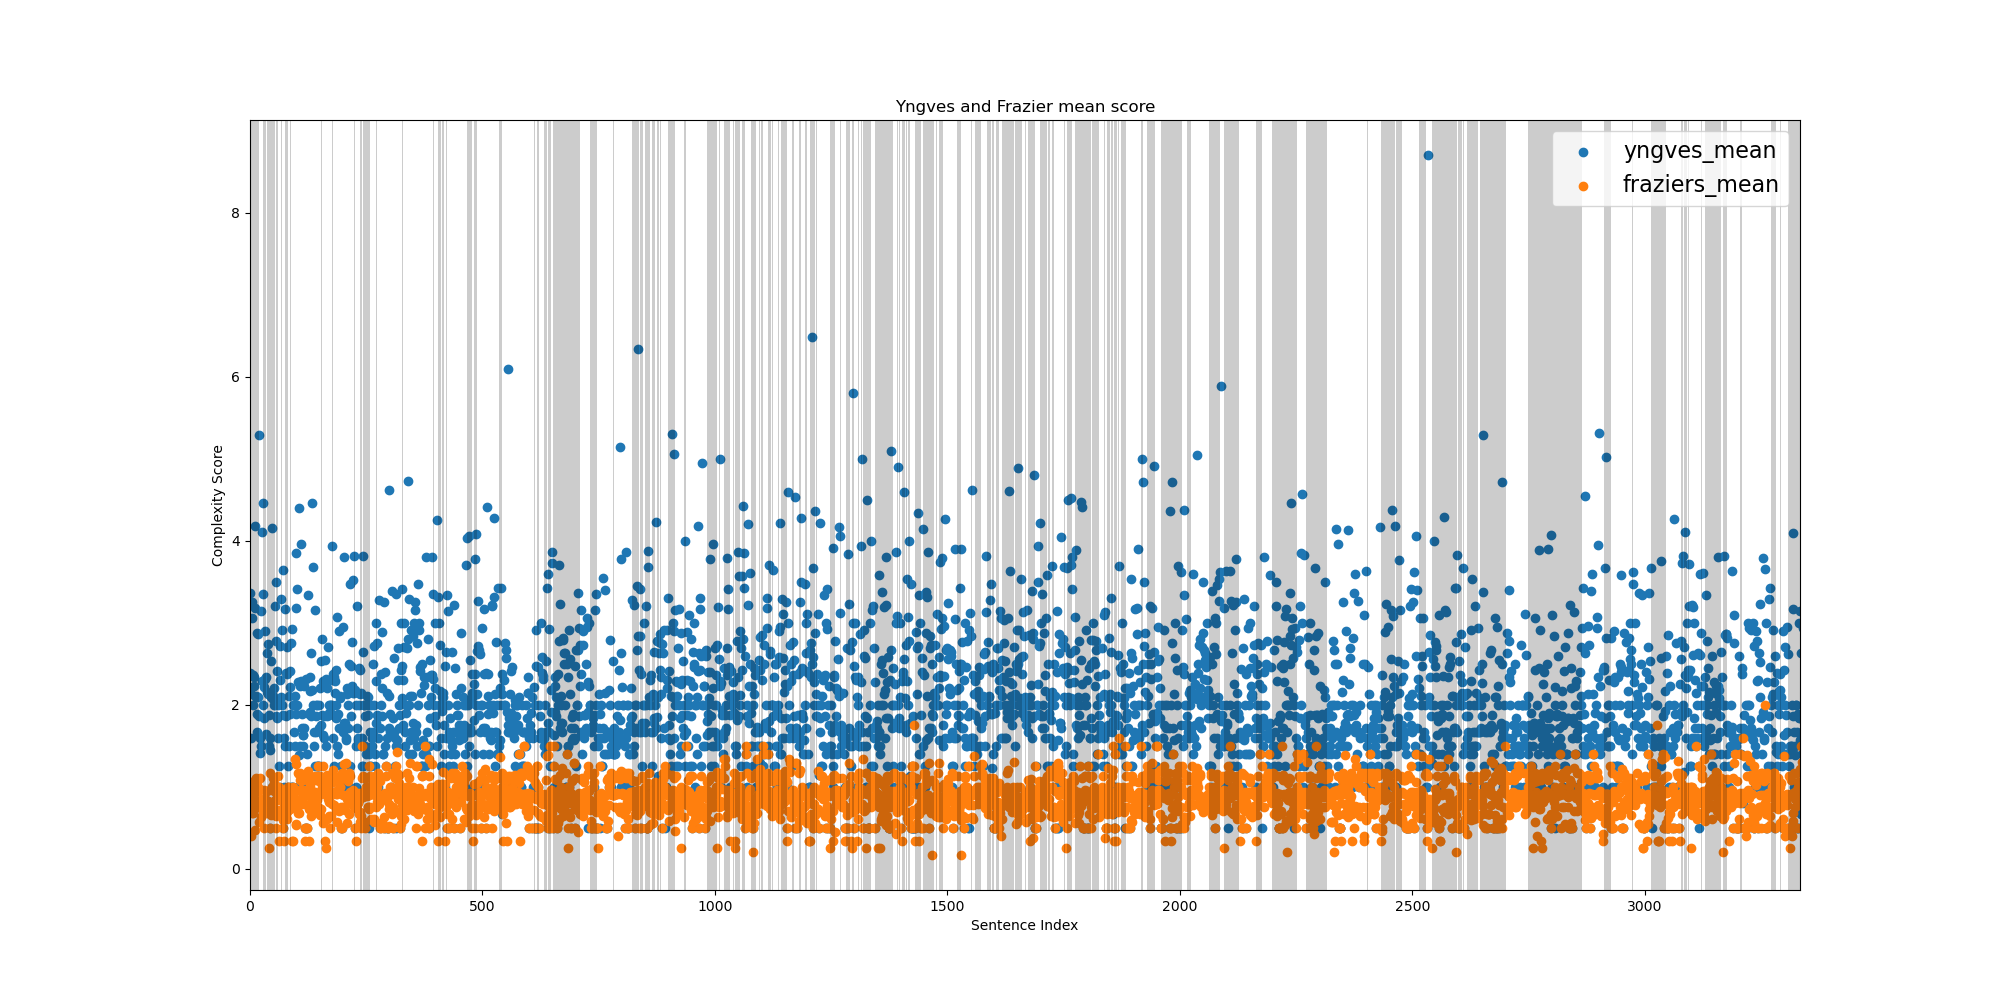 Yngves and Frazier mean score
yngves_mean
fraziers_mean
Complexity Score
8
6
4
2
0
0 500 1000 1500 2000 2500 3000
Sentence Index